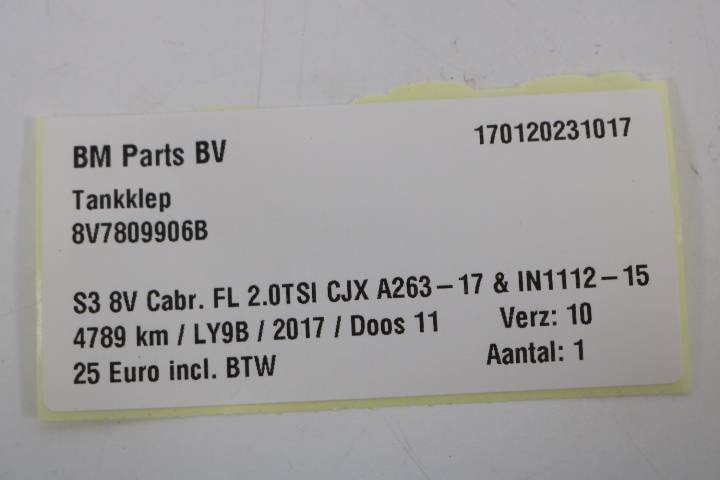 BM Parts BV 170120231017
Tankklep
8V7809906B
S3 8V Cabr. FL 2.0TSI CJX A263-17 & IN1112-15
4789 km / LY9B / 2017 / Doos 11 Verz: 10
25 Euro incl. BTW Aantal: 1